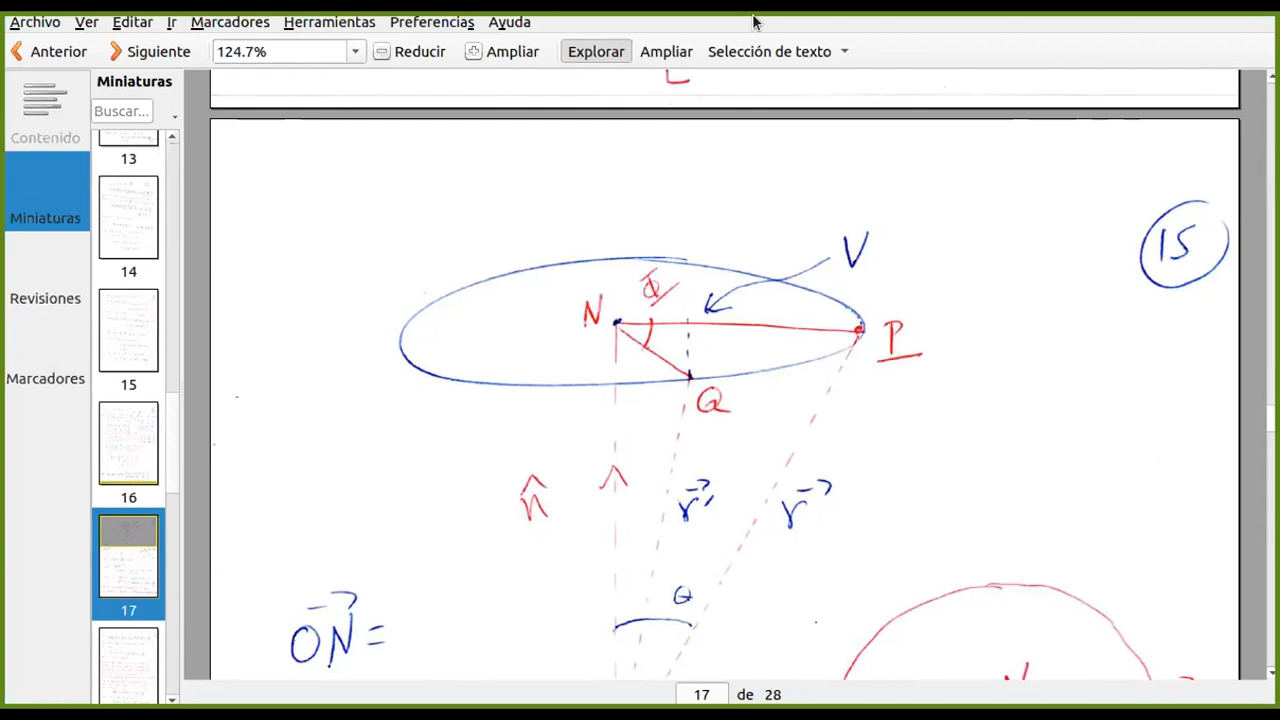 Archivo Ver Editar Ir Marcadores Herramientas Preferencias Ayuda
Anterior Siguiente 124.7% Reducir Ampliar Explorar Ampliar Selección de texto
Contenido
Miniaturas
Revisiones
Marcadores
Miniaturas
Buscar...
13
14
15
16
17
L
15
V
N Φ P
Q
n̂ r⃗' r⃗
θ
O⃗N =
N
17 de 28